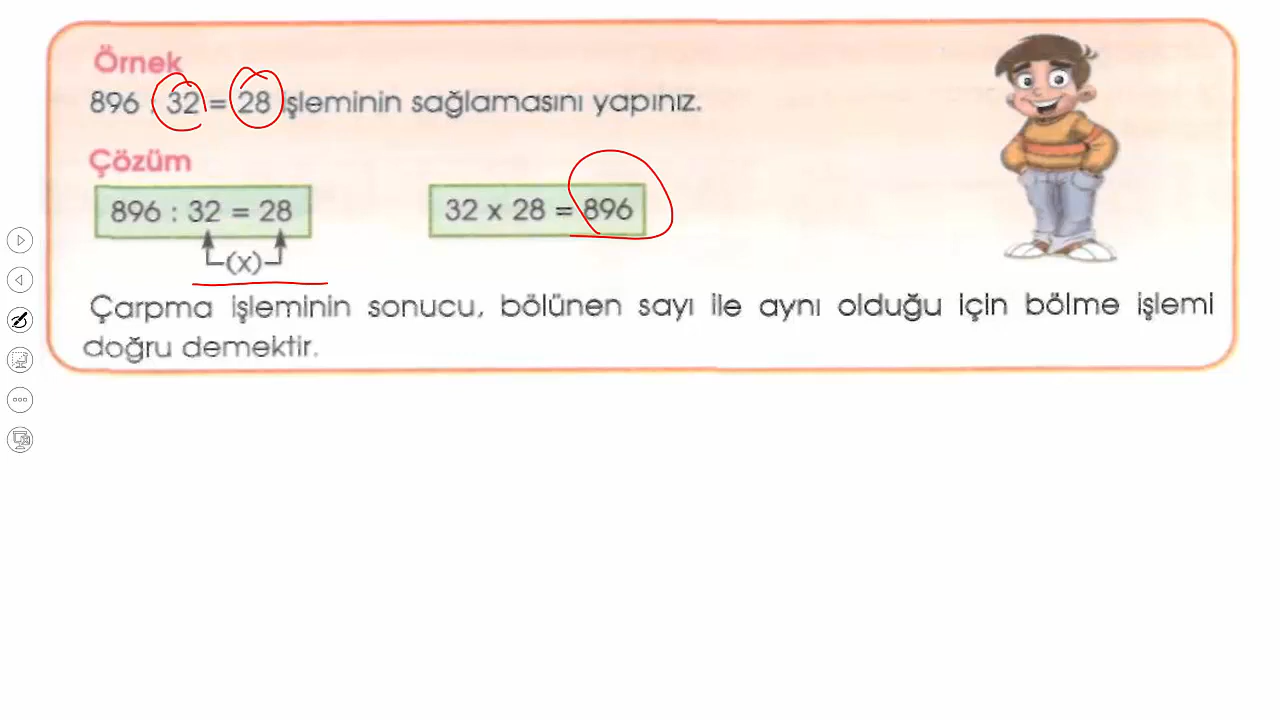 Örnek
896 : 32 = 28 işleminin sağlamasını yapınız.
Çözüm
896 : 32 = 28
32 x 28 = 896
(x)
Çarpma işleminin sonucu, bölünen sayı ile aynı olduğu için bölme işlemi
doğru demektir.